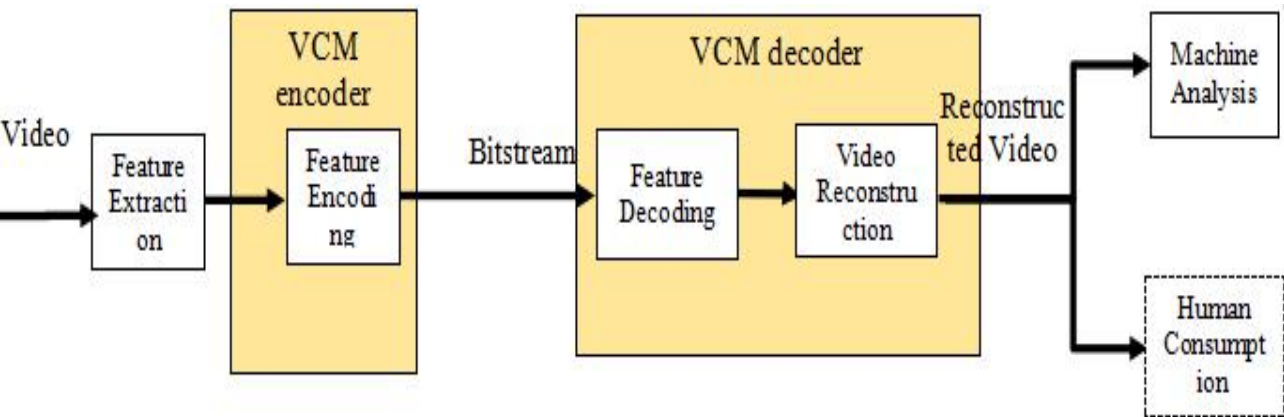 Video
Feature
Extracti
on
VCM
encoder
Feature
Encodi
ng
Bitstream
VCM decoder
Feature
Decoding
Video
Reconstru
ction
Reconstruc
ted Video
Machine
Analysis
Human
Consumpt
ion